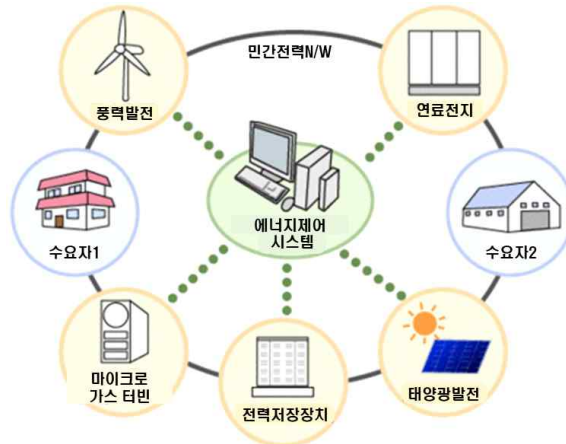 민간전력N/W
풍력발전
연료전지
에너지제어
시스템
수요자1
수요자2
마이크로
가스 터빈
전력저장장치
태양광발전